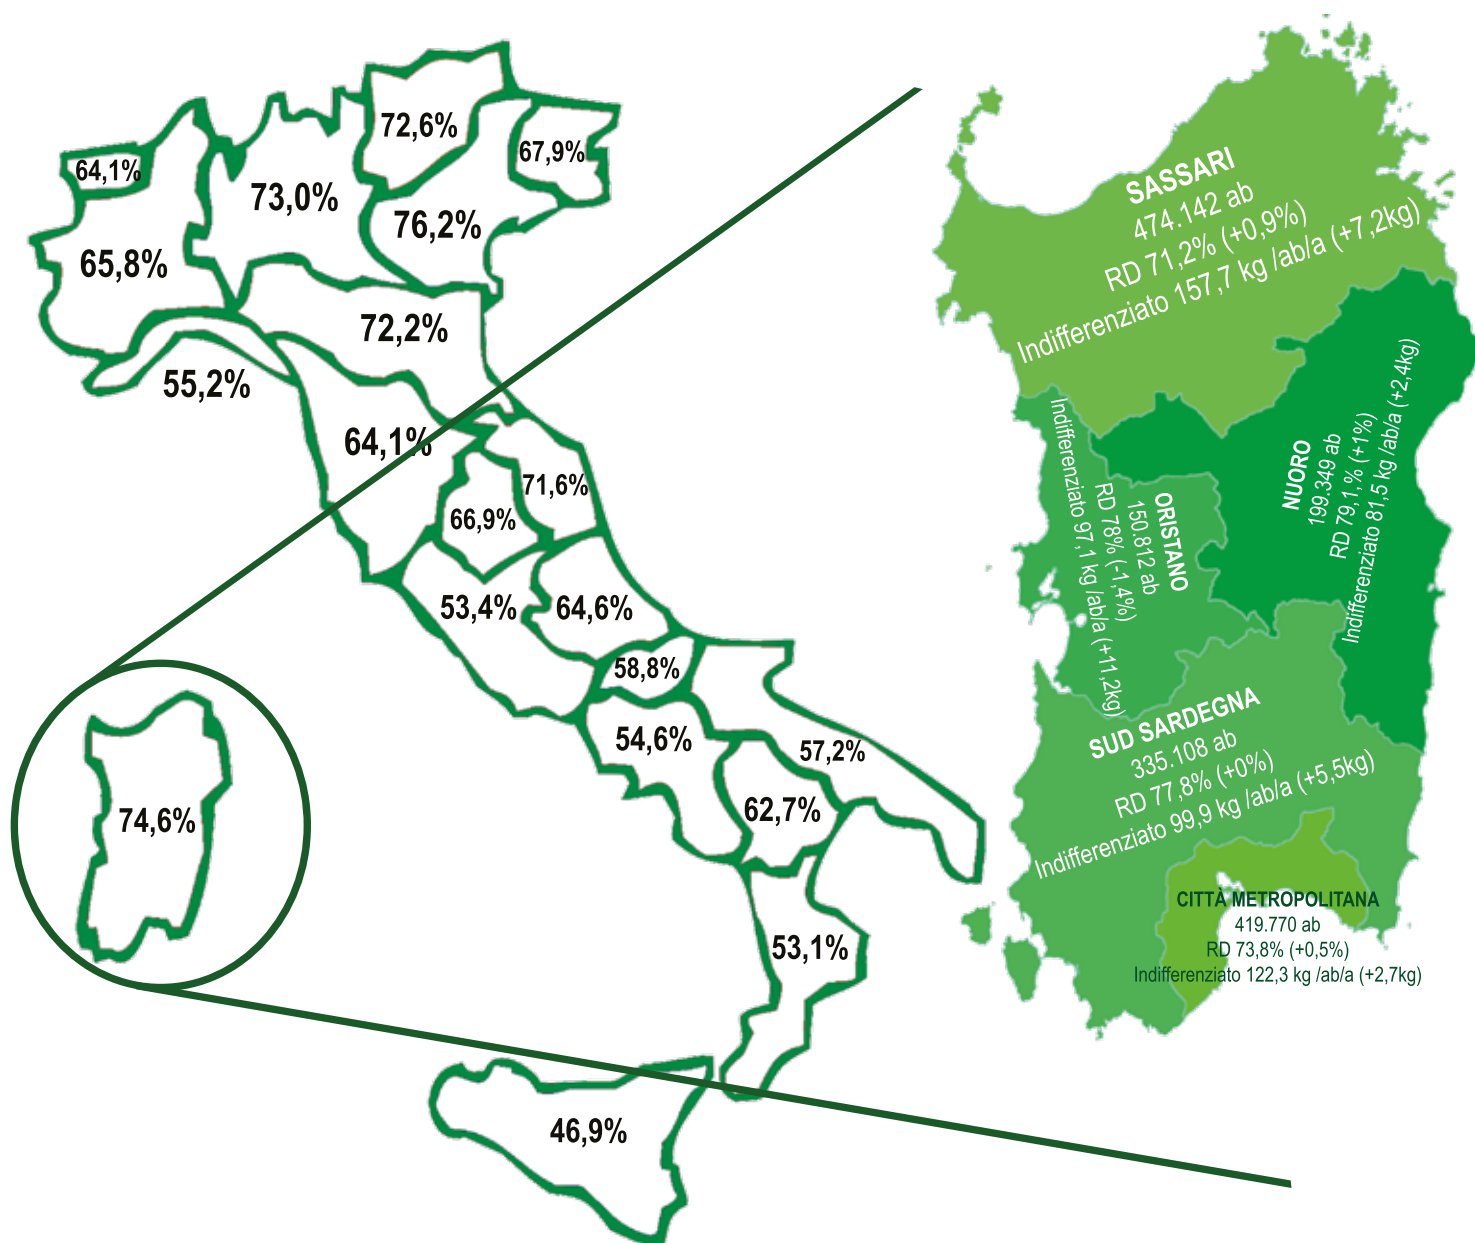 72,6%
67,9%
64,1%
73,0%
76,2%
65,8%
72,2%
55,2%
64,1%
71,6%
66,9%
53,4%
64,6%
58,8%
54,6%
57,2%
62,7%
74,6%
53,1%
46,9%
SASSARI
474.142 ab
RD 71,2% (+0,9%)
Indifferenziato 157,7 kg /ab/a (+7,2kg)
NUORO
199.349 ab
RD 79,1,% (+1%)
Indifferenziato 81,5 kg /ab/a (+2,4kg)
ORISTANO
150.812 ab
RD 78% (-1,4%)
Indifferenziato 97,1 kg /ab/a (+11,2kg)
SUD SARDEGNA
335.108 ab
RD 77,8% (+0%)
Indifferenziato 99,9 kg /ab/a (+5,5kg)
CITTÀ METROPOLITANA
419.770 ab
RD 73,8% (+0,5%)
Indifferenziato 122,3 kg /ab/a (+2,7kg)